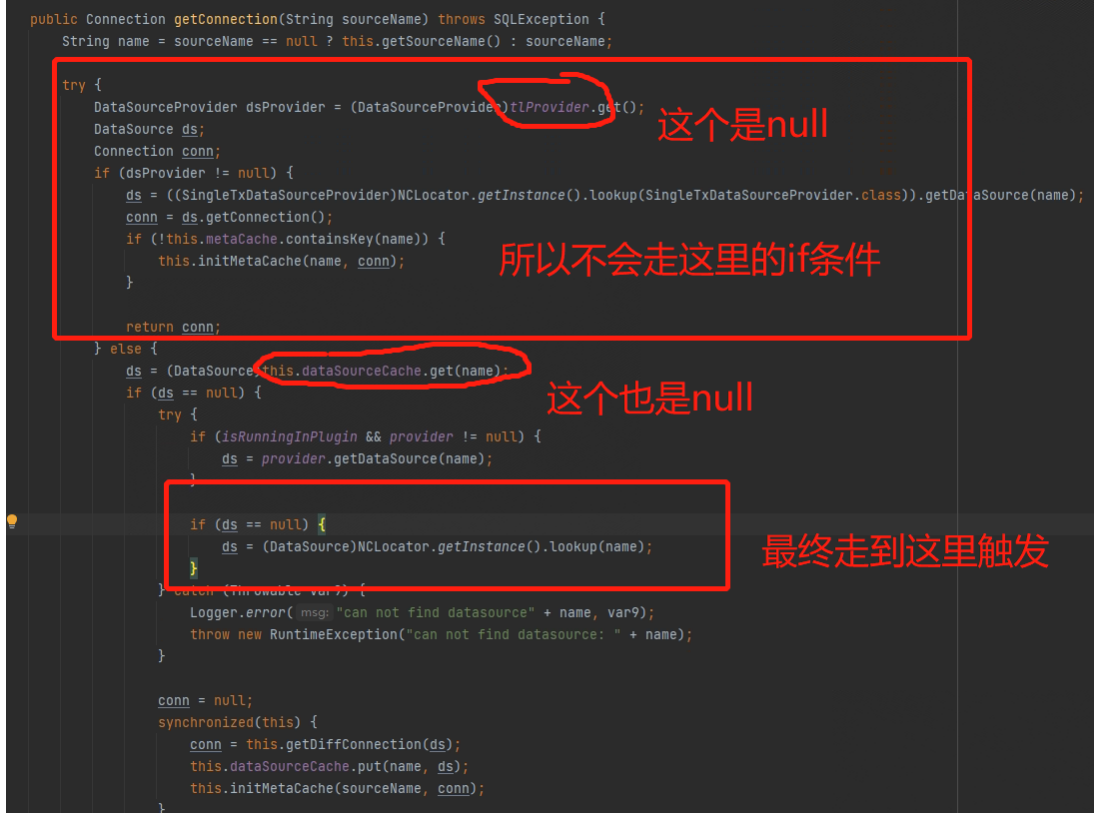 public Connection getConnection(String sourceName) throws SQLException {
String name = sourceName == null ? this.getSourceName() : sourceName;
try {
DataSourceProvider dsProvider = (DataSourceProvider)tlProvider.get();
这个是null
DataSource ds;
Connection conn;
if (dsProvider != null) {
ds = ((SingleTxDataSourceProvider)NCLocator.getInstance().lookup(SingleTxDataSourceProvider.class)).getDataSource(name);
conn = ds.getConnection();
if (!this.metaCache.containsKey(name)) {
所以不会走这里的if条件
this.initMetaCache(name, conn);
}
return conn;
} else {
ds = (DataSource)this.dataSourceCache.get(name);
这个也是null
if (ds == null) {
try {
if (isRunningInPlugin && provider != null) {
ds = provider.getDataSource(name);
}
if (ds == null) {
ds = (DataSource)NCLocator.getInstance().lookup(name);
最终走到这里触发
}
} catch (Throwable var9) {
Logger.error( msg: "can not find datasource" + name, var9);
throw new RuntimeException("can not find datasource: " + name);
}
conn = null;
synchronized(this) {
conn = this.getDiffConnection(ds);
this.dataSourceCache.put(name, ds);
this.initMetaCache(sourceName, conn);
}